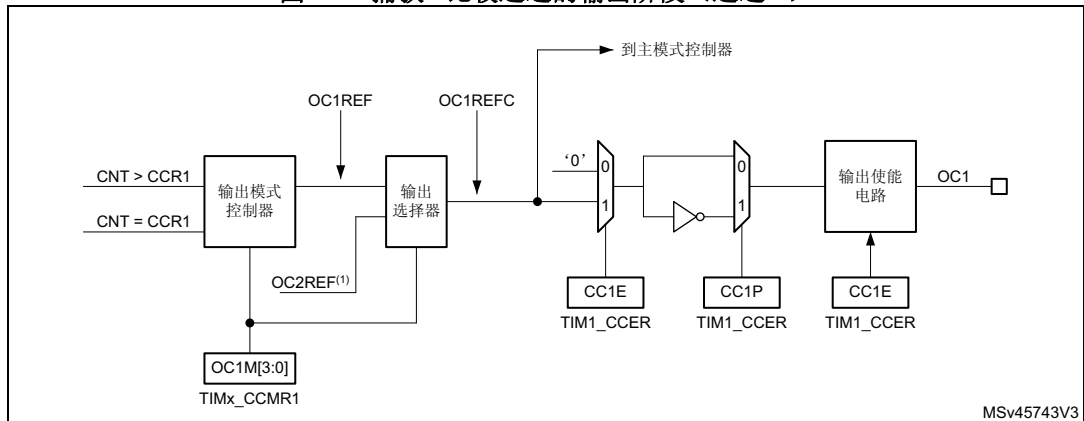 到主模式控制器
OC1REF
OC1REFC
CNT > CCR1
CNT = CCR1
输出模式
控制器
输出
选择器
OC2REF(1)
‘0’
0
1
0
1
输出使能
电路
OC1
CC1E
TIM1_CCER
CC1P
TIM1_CCER
CC1E
TIM1_CCER
OC1M[3:0]
TIMx_CCMR1
MSv45743V3